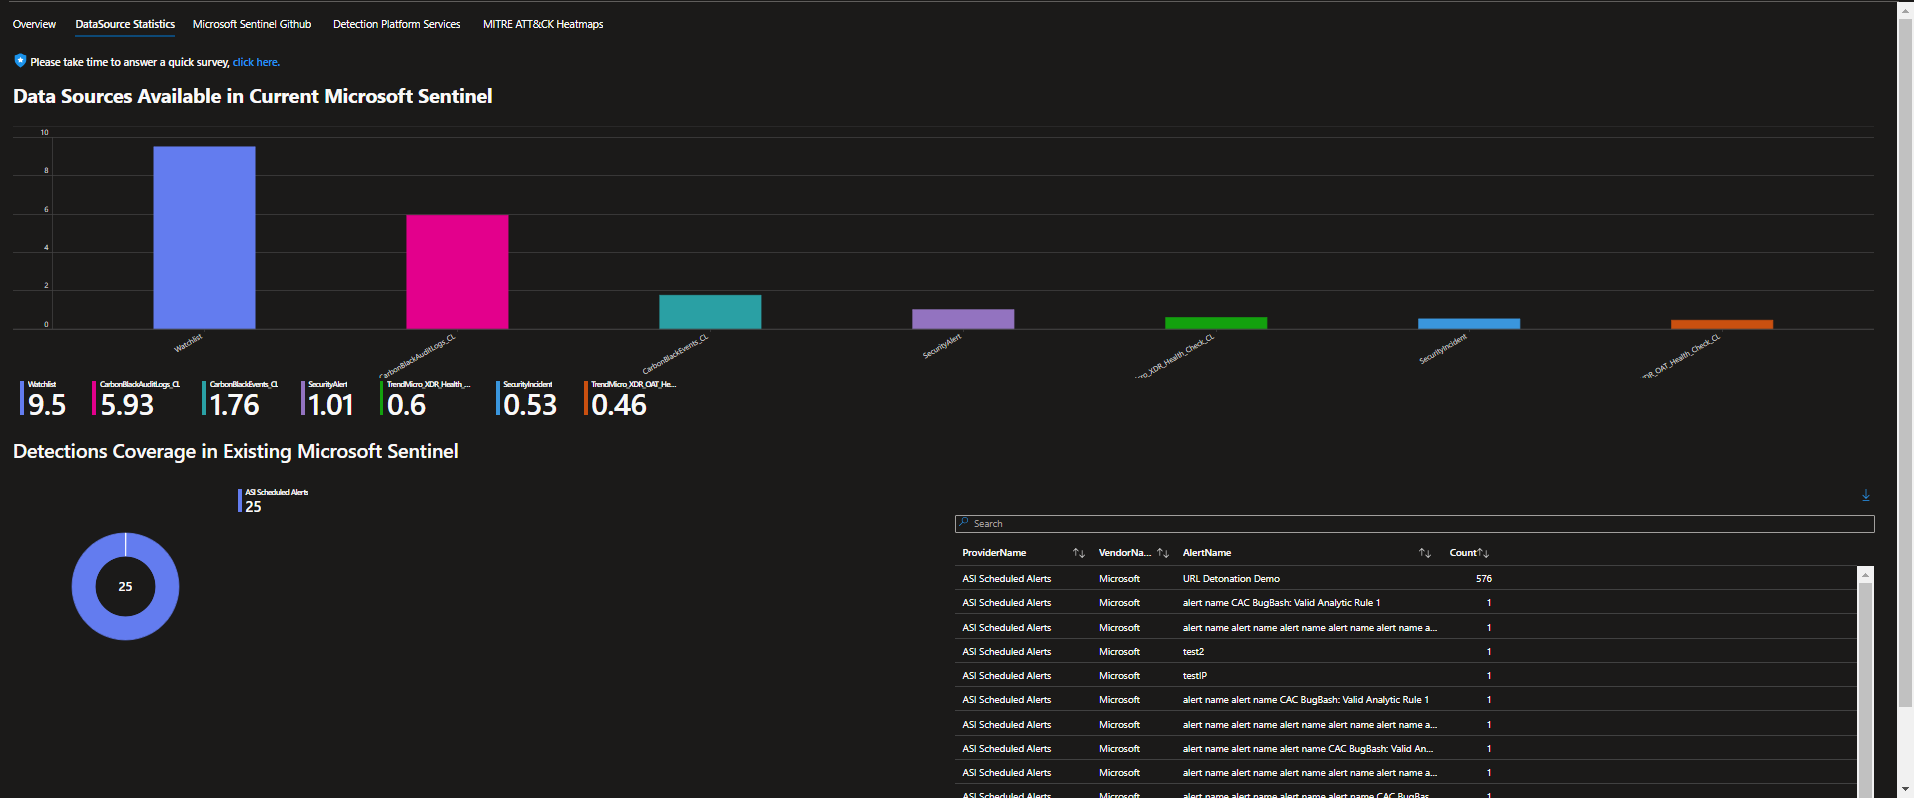 Overview DataSource Statistics Microsoft Sentinel Github Detection Platform Services MITRE ATT&CK Heatmaps
Please take time to answer a quick survey, click here.
Data Sources Available in Current Microsoft Sentinel
10
8
6
4
2
0
Watchlist CarbonBlackAuditLogs_CL CarbonBlackEvents_CL SecurityAlert icro_XDR_Health_Check_CL SecurityIncident XDR_OAT_Health_Check_CL
Watchlist CarbonBlackAuditLogs_CL CarbonBlackEvents_CL SecurityAlert TrendMicro_XDR_Health_... SecurityIncident TrendMicro_XDR_OAT_He...
9.5 5.93 1.76 1.01 0.6 0.53 0.46
Detections Coverage in Existing Microsoft Sentinel
ASI Scheduled Alerts
25
25
Search
ProviderName VendorNa... AlertName Count
ASI Scheduled Alerts Microsoft URL Detonation Demo 576
ASI Scheduled Alerts Microsoft alert name CAC BugBash: Valid Analytic Rule 1 1
ASI Scheduled Alerts Microsoft alert name alert name alert name alert name alert name a... 1
ASI Scheduled Alerts Microsoft test2 1
ASI Scheduled Alerts Microsoft testIP 1
ASI Scheduled Alerts Microsoft alert name alert name CAC BugBash: Valid Analytic Rule 1 1
ASI Scheduled Alerts Microsoft alert name alert name alert name alert name alert name a... 1
ASI Scheduled Alerts Microsoft alert name alert name alert name CAC BugBash: Valid An... 1
ASI Scheduled Alerts Microsoft alert name alert name alert name alert name alert name a... 1
ASI Scheduled Alerts Microsoft alert name alert name alert name alert name CAC BugBas... 1